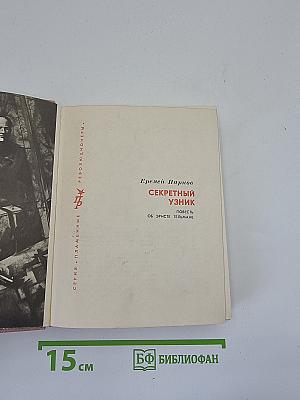 СЕРИЯ «ПЛАМЕННЫЕ РЕВОЛЮЦИОНЕРЫ»
Еремей Парнов
СЕКРЕТНЫЙ
УЗНИК
ПОВЕСТЬ
ОБ ЭРНСТЕ ТЕЛЬМАНЕ
15 см
БФ БИБЛИОФАН